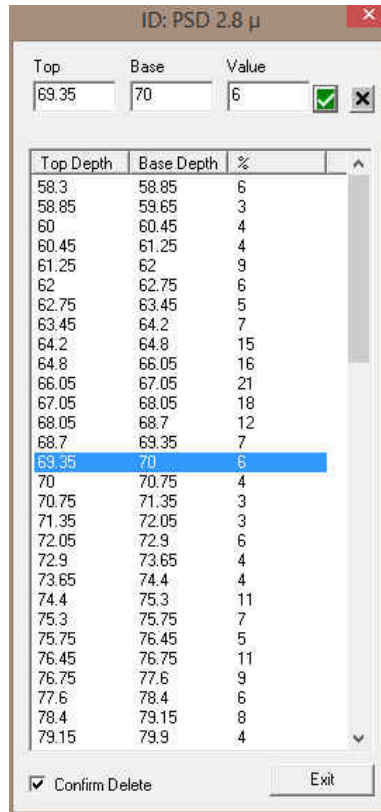 ID: PSD 2.8 µ
Top Base Value
69.35 70 6
Top Depth Base Depth %
58.3 58.85 6
58.85 59.65 3
60 60.45 4
60.45 61.25 4
61.25 62 9
62 62.75 6
62.75 63.45 5
63.45 64.2 7
64.2 64.8 15
64.8 66.05 16
66.05 67.05 21
67.05 68.05 18
68.05 68.7 12
68.7 69.35 7
69.35 70 6
70 70.75 4
70.75 71.35 3
71.35 72.05 3
72.05 72.9 6
72.9 73.65 4
73.65 74.4 4
74.4 75.3 11
75.3 75.75 7
75.75 76.45 5
76.45 76.75 11
76.75 77.6 9
77.6 78.4 6
78.4 79.15 8
79.15 79.9 4
Confirm Delete Exit